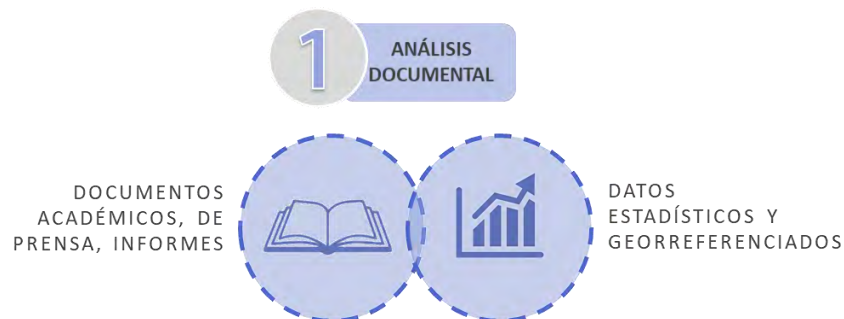 1
ANÁLISIS
DOCUMENTAL
DOCUMENTOS
ACADÉMICOS, DE
PRENSA, INFORMES
DATOS
ESTADÍSTICOS Y
GEORREFERENCIADOS